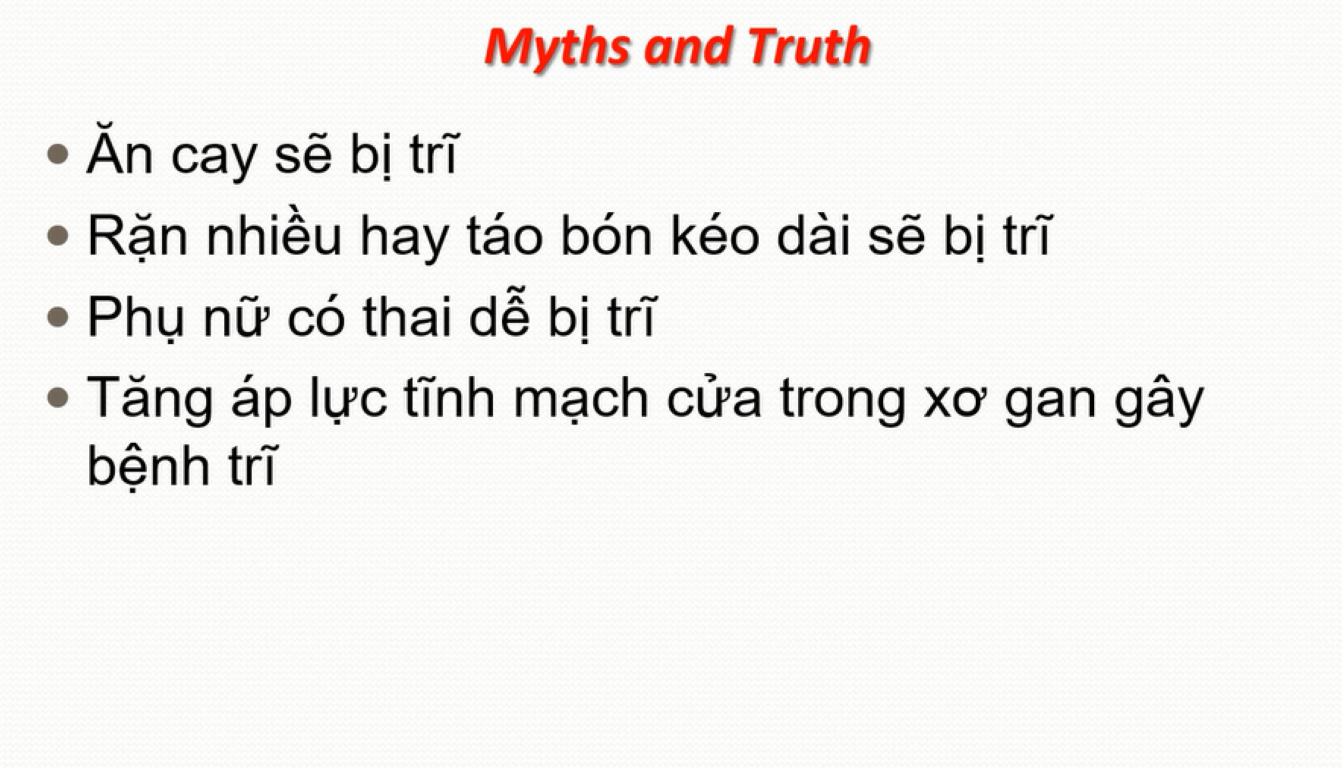 Myths and Truth
• Ăn cay sẽ bị trĩ
• Rặn nhiều hay táo bón kéo dài sẽ bị trĩ
• Phụ nữ có thai dễ bị trĩ
• Tăng áp lực tĩnh mạch cửa trong xơ gan gây
bệnh trĩ